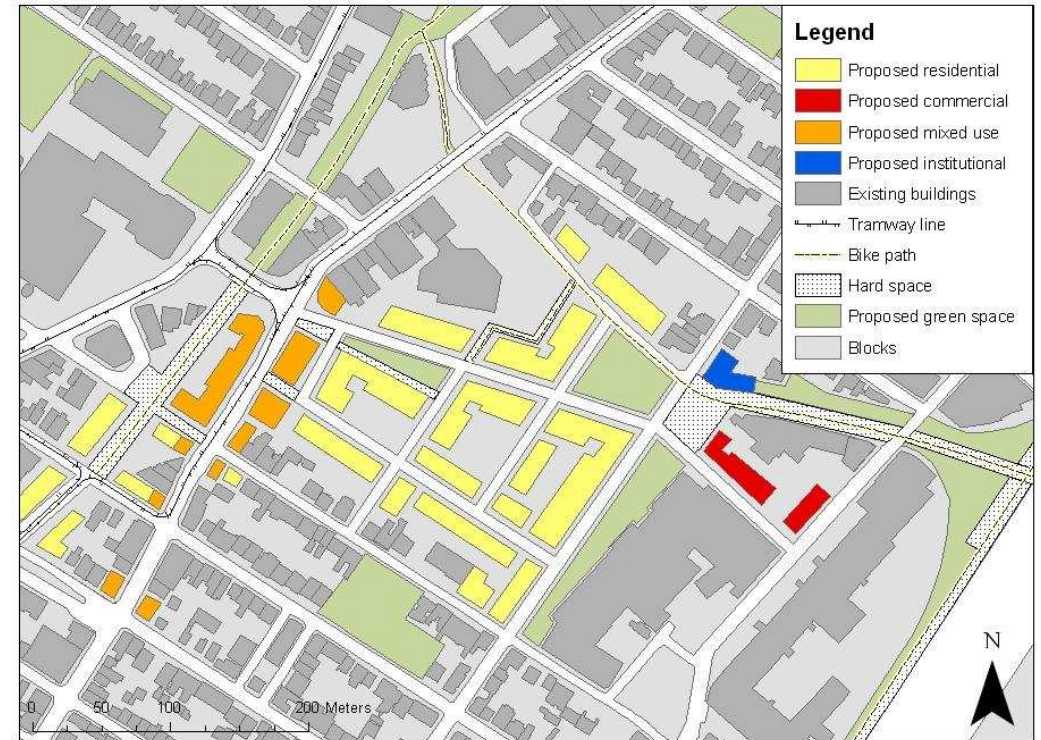 Legend
Proposed residential
Proposed commercial
Proposed mixed use
Proposed institutional
Existing buildings
Tramway line
Bike path
Hard space
Proposed green space
Blocks
N
0 50 100 200 Meters